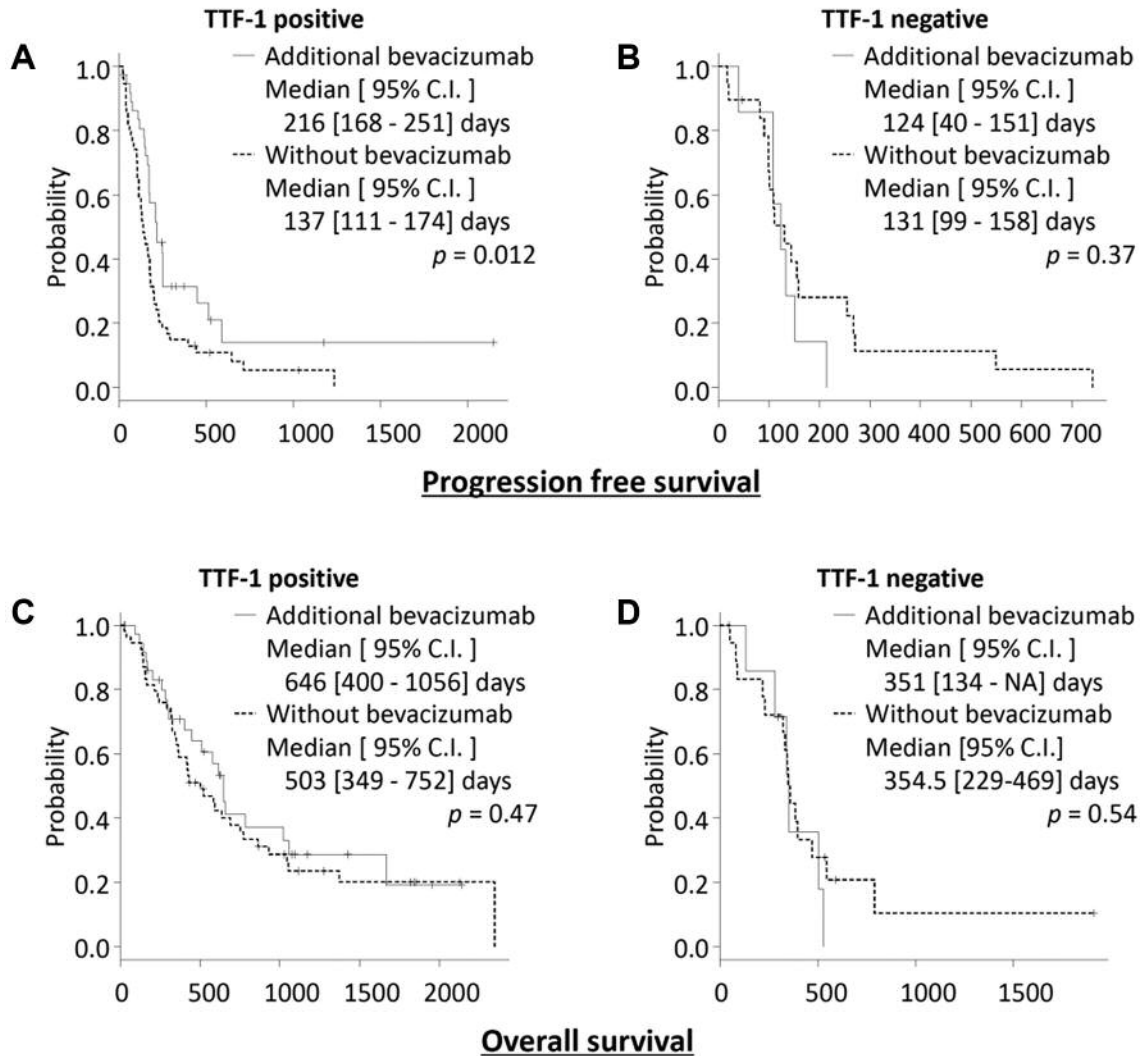 TTF-1 positive
A
Additional bevacizumab
Median [ 95% C.I. ]
216 [168 - 251] days
Without bevacizumab
Median [ 95% C.I. ]
137 [111 - 174] days
p = 0.012
Probability
1.0
0.8
0.6
0.4
0.2
0.0
0 500 1000 1500 2000
TTF-1 negative
B
Additional bevacizumab
Median [ 95% C.I. ]
124 [40 - 151] days
Without bevacizumab
Median [ 95% C.I. ]
131 [99 - 158] days
p = 0.37
Probability
1.0
0.8
0.6
0.4
0.2
0.0
0 100 200 300 400 500 600 700
Progression free survival
TTF-1 positive
C
Additional bevacizumab
Median [ 95% C.I. ]
646 [400 - 1056] days
Without bevacizumab
Median [ 95% C.I. ]
503 [349 - 752] days
p = 0.47
Probability
1.0
0.8
0.6
0.4
0.2
0.0
0 500 1000 1500 2000
TTF-1 negative
D
Additional bevacizumab
Median [ 95% C.I. ]
351 [134 - NA] days
Without bevacizumab
Median [95% C.I.]
354.5 [229-469] days
p = 0.54
Probability
1.0
0.8
0.6
0.4
0.2
0.0
0 500 1000 1500
Overall survival